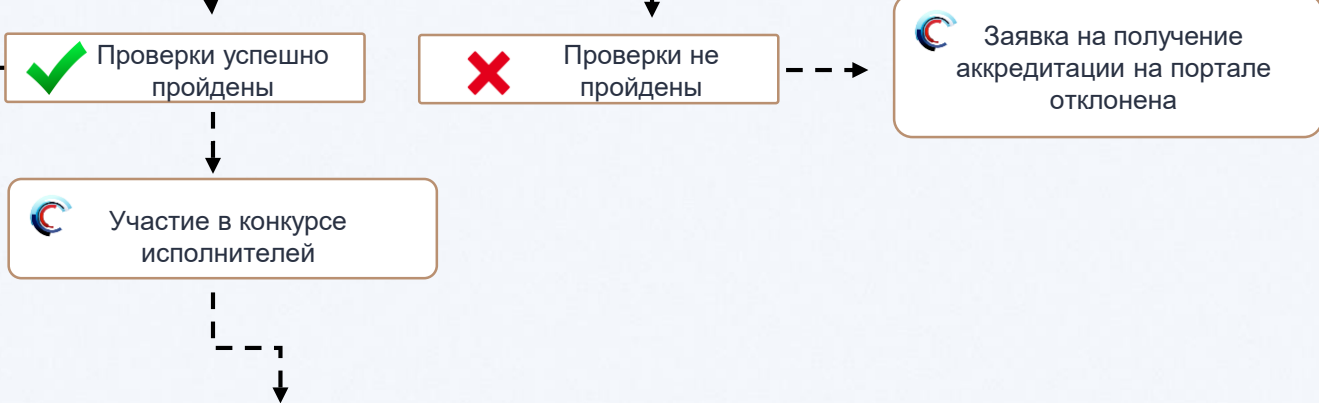 Проверки успешно
пройдены
Проверки не
пройдены
Заявка на получение
аккредитации на портале
отклонена
Участие в конкурсе
исполнителей